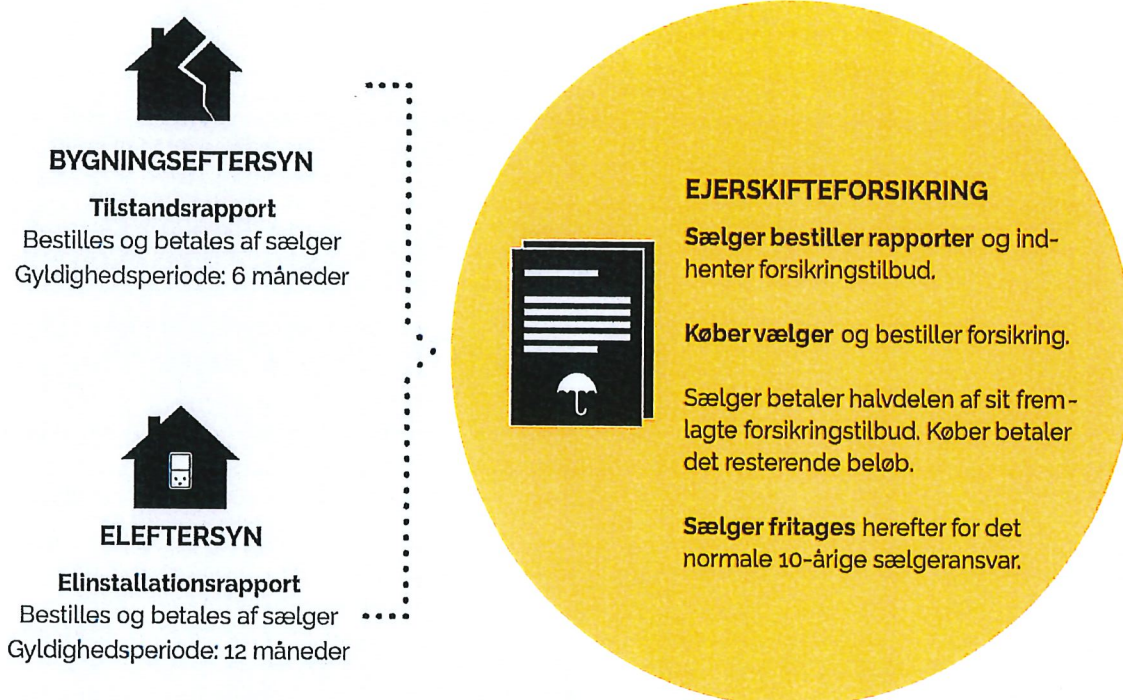 BYGNINGSEFTERSYN
Tilstandsrapport
Bestilles og betales af sælger
Gyldighedsperiode: 6 måneder
ELEFTERSYN
Elinstallationsrapport
Bestilles og betales af sælger
Gyldighedsperiode: 12 måneder
EJERSKIFTEFORSIKRING
Sælger bestiller rapporter og ind-
henter forsikringstilbud.
Køber vælger og bestiller forsikring.
Sælger betaler halvdelen af sit frem-
lagte forsikringstilbud. Køber betaler
det resterende beløb.
Sælger fritages herefter for det
normale 10-årige sælgeransvar.